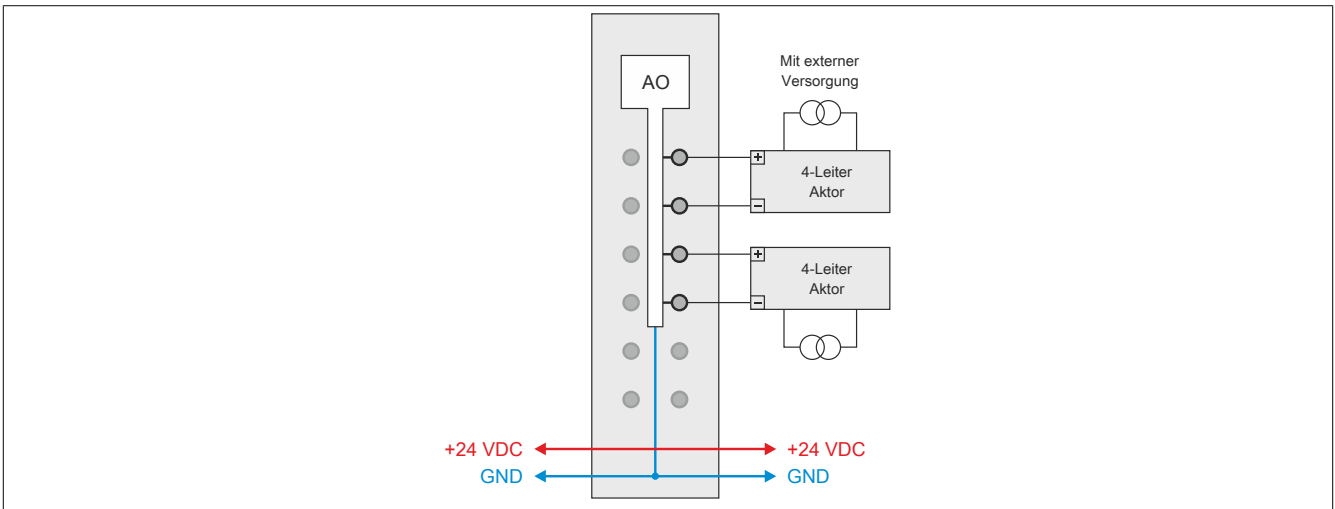 AO
Mit externer
Versorgung
+
4-Leiter
Aktor
−
+
4-Leiter
Aktor
−
+24 VDC
+24 VDC
GND
GND